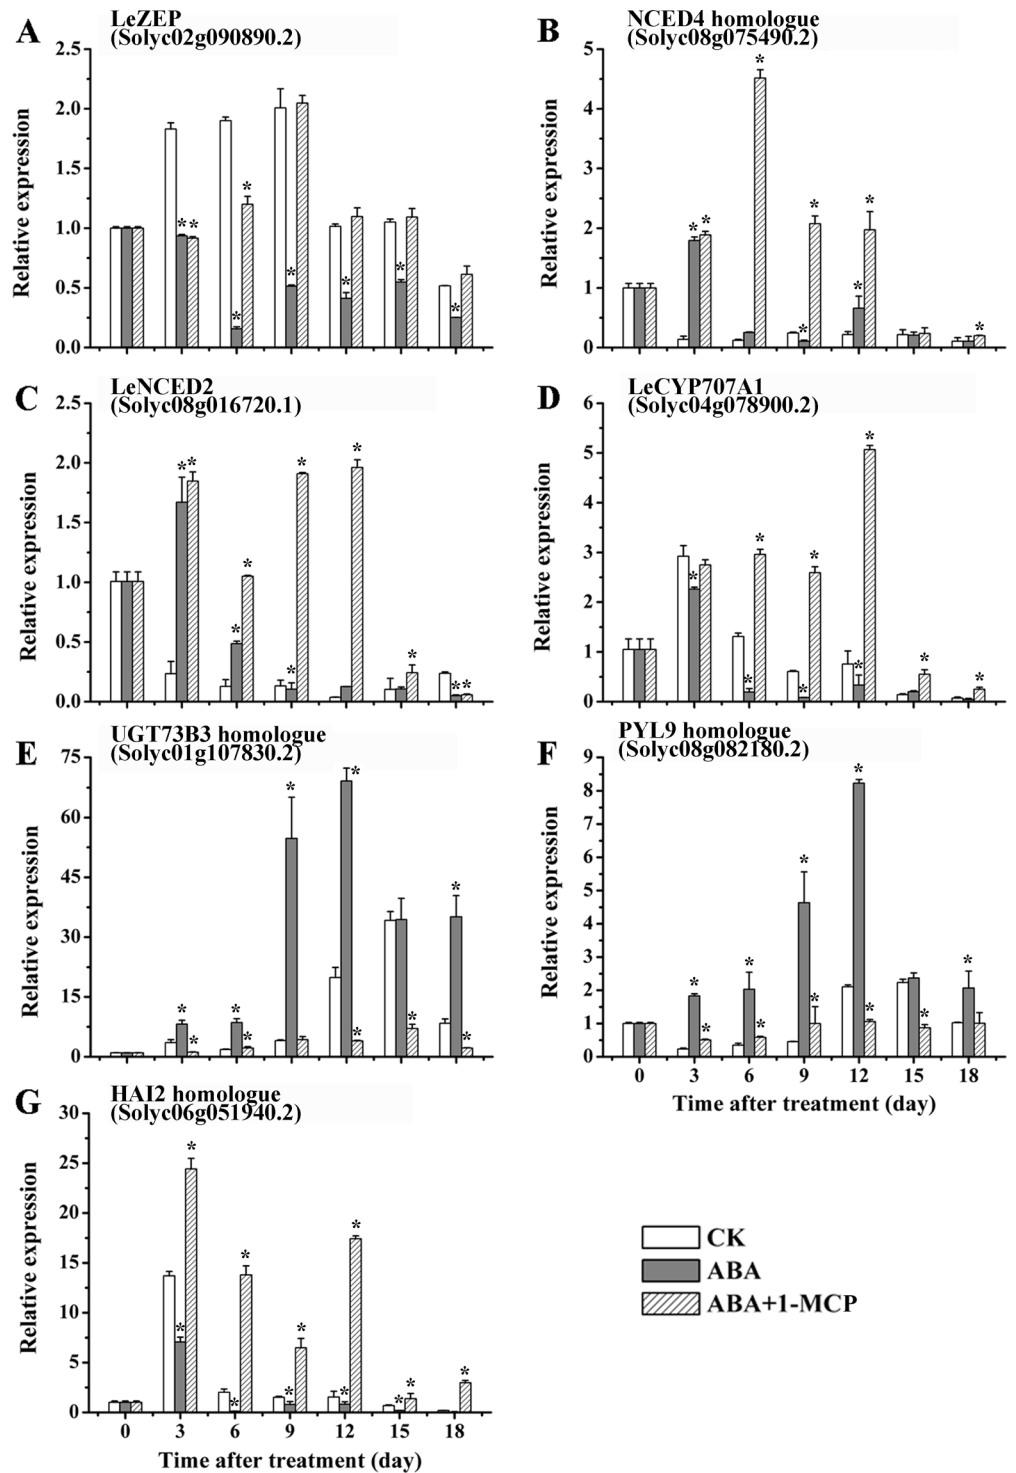 A
LeZEP
(Solyc02g090890.2)
Relative expression
2.5
2.0
1.5
1.0
0.5
0.0
* * * * * * * *
B
NCED4 homologue
(Solyc08g075490.2)
Relative expression
5
4
3
2
1
0
* * * * * * * *
C
LeNCED2
(Solyc08g016720.1)
Relative expression
2.5
2.0
1.5
1.0
0.5
0.0
* * * * * * * * * *
D
LeCYP707A1
(Solyc04g078900.2)
Relative expression
6
5
4
3
2
1
0
* * * * * * * * *
E
UGT73B3 homologue
(Solyc01g107830.2)
Relative expression
75
60
45
30
15
0
* * * * * * * * * *
F
PYL9 homologue
(Solyc08g082180.2)
Relative expression
9
8
7
6
5
4
3
2
1
0
* * * * * * * * * *
0 3 6 9 12 15 18
Time after treatment (day)
G
HAI2 homologue
(Solyc06g051940.2)
Relative expression
30
25
20
15
10
5
0
* * * * * * * * * * *
0 3 6 9 12 15 18
Time after treatment (day)
CK
ABA
ABA+1-MCP